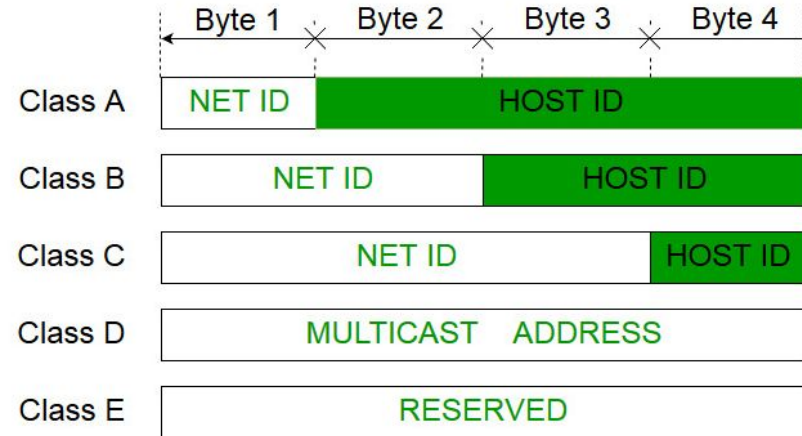 Byte 1 Byte 2 Byte 3 Byte 4
Class A NET ID HOST ID
Class B NET ID HOST ID
Class C NET ID HOST ID
Class D MULTICAST ADDRESS
Class E RESERVED